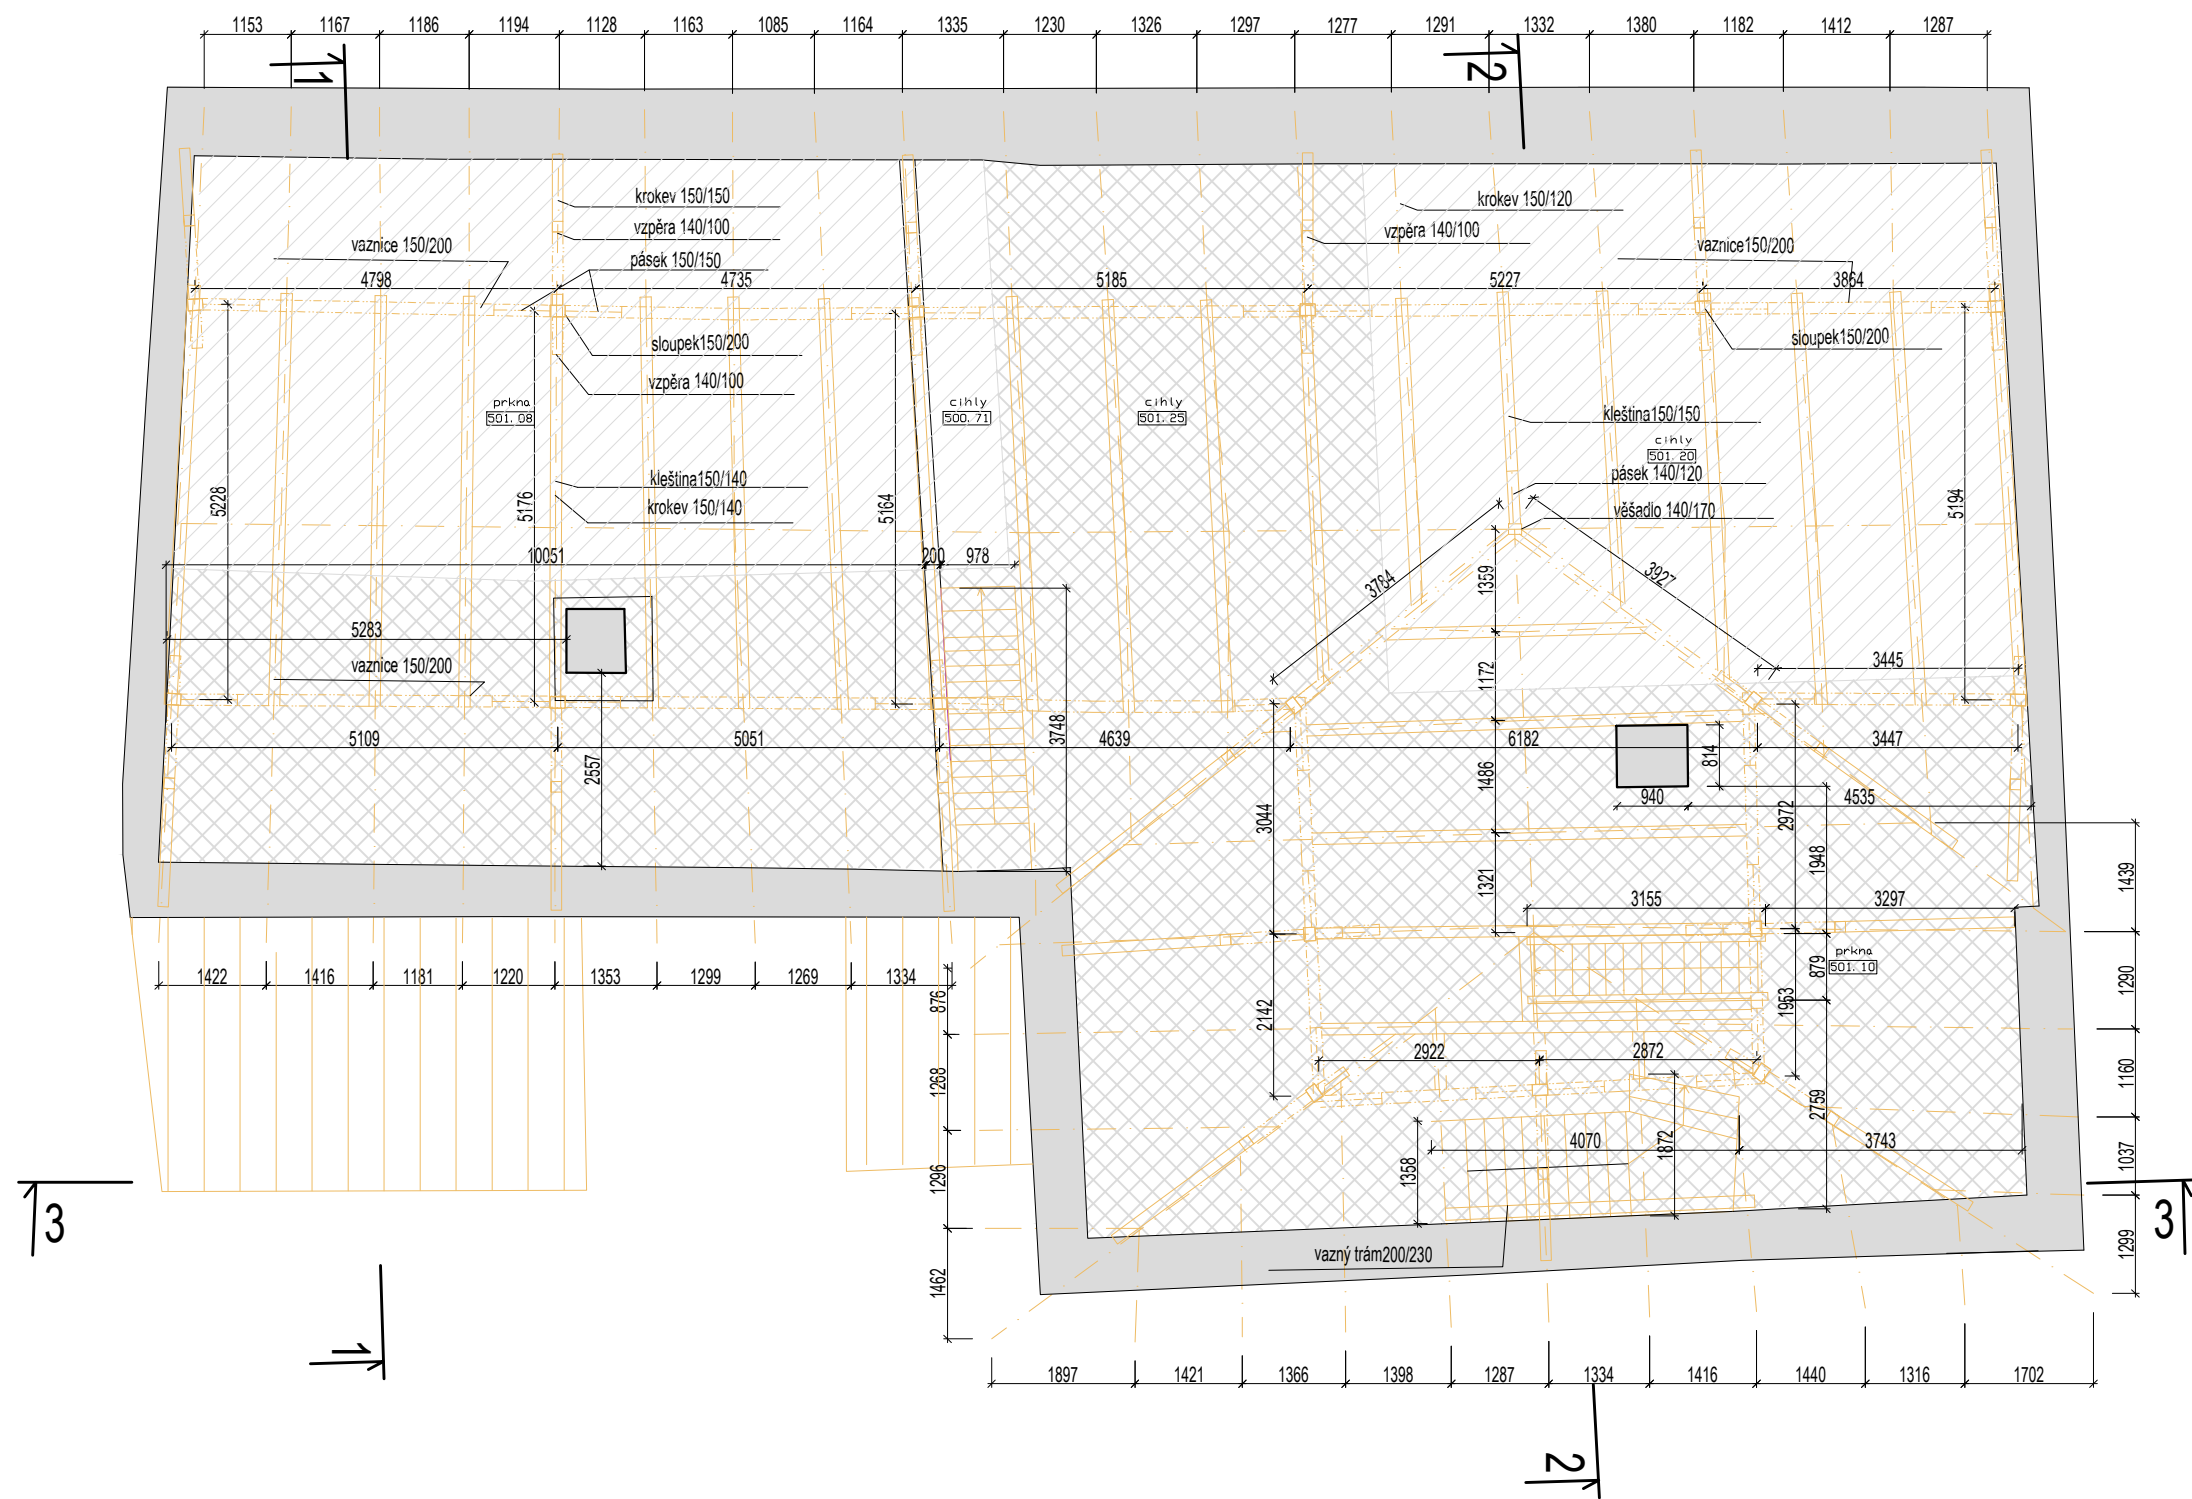 1153 1167 1186 1194 1128 1163 1085 1164 1335 1230 1326 1297 1277 1291 1332 1380 1182 1412 1287
1
2
krokev 150/150
vzpěra 140/100
pásek 150/150
vaznice 150/200
krokev 150/120
vzpěra 140/100
vaznice150/200
4798 4735 5185 5227 3864
sloupek150/200
vzpěra 140/100
sloupek150/200
prkna
501.08
cihly
500.71
cihly
501.25
kleština150/150
cihly
501.20
pásek 140/120
věšadlo 140/170
kleština150/140
krokev 150/140
5228
5176
5164
5194
10051 200 978
3784
1359
3927
5283
vaznice 150/200
1172
3445
3748
5109 5051 4639 6182 3447
2557
1486
814
940 4535
3044
2972
1948
1439
1321
3155 3297
prkna
501.10
1422 1416 1181 1220 1353 1299 1269 1334
876
879
1290
2142
1953
2922 2872
1268
1160
2759
4070 3743
1872
1358
1296
1037
3
3
vazný trám200/230
1299
1462
1
1897 1421 1366 1398 1287 1334 1416 1440 1316 1702
2